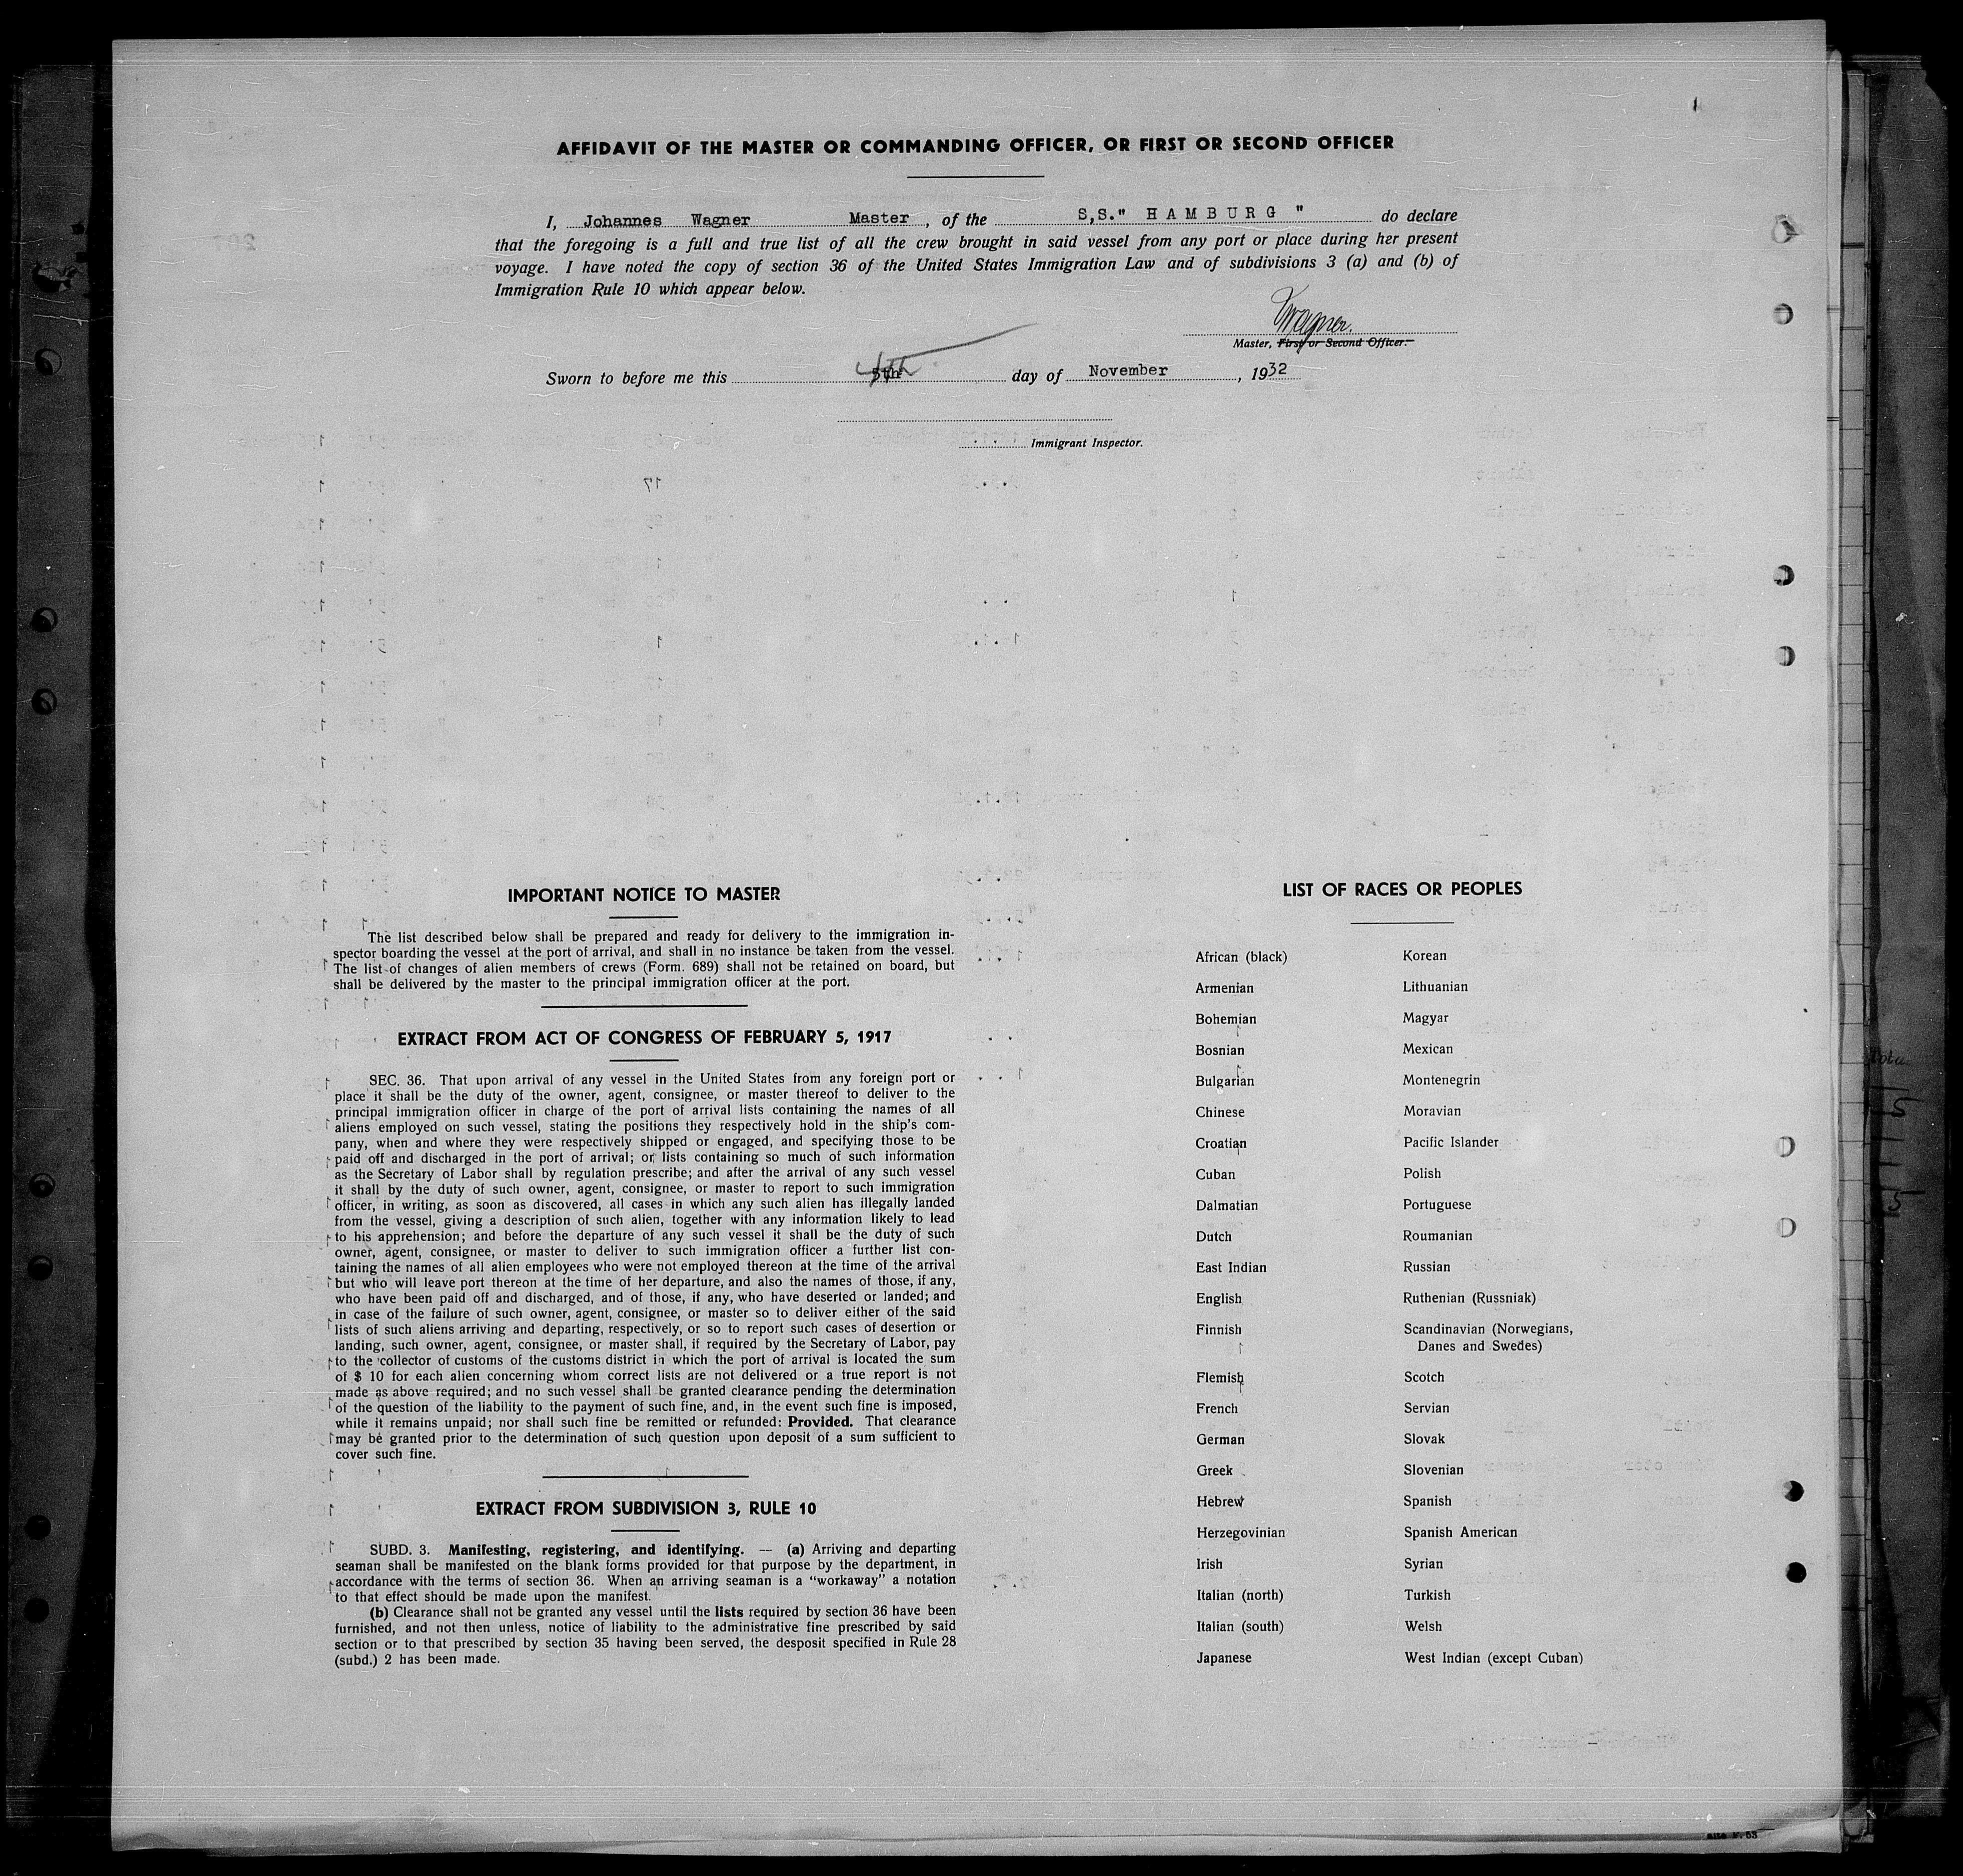 AFFIDAVIT OF THE MASTER OR COMMANDING OFFICER, OR FIRST OR SECOND OFFICER
I, Johannes Wagner Master, of the S,S." HAMBURG " do declare
that the foregoing is a full and true list of all the crew brought in said vessel from any port or place during her present
voyage. I have noted the copy of section 36 of the United States Immigration Law and of subdivisions 3 (a) and (b) of
Immigration Rule 10 which appear below.
Wagner.
Master, First or Second Officer.
Sworn to before me this 5th 4th day of November, 1932
Immigrant Inspector.
IMPORTANT NOTICE TO MASTER
The list described below shall be prepared and ready for delivery to the immigration in-
spector boarding the vessel at the port of arrival, and shall in no instance be taken from the vessel.
The list of changes of alien members of crews (Form. 689) shall not be retained on board, but
shall be delivered by the master to the principal immigration officer at the port.
EXTRACT FROM ACT OF CONGRESS OF FEBRUARY 5, 1917
SEC. 36. That upon arrival of any vessel in the United States from any foreign port or
place it shall be the duty of the owner, agent, consignee, or master thereof to deliver to the
principal immigration officer in charge of the port of arrival lists containing the names of all
aliens employed on such vessel, stating the positions they respectively hold in the ship's com-
pany, when and where they were respectively shipped or engaged, and specifying those to be
paid off and discharged in the port of arrival; or lists containing so much of such information
as the Secretary of Labor shall by regulation prescribe; and after the arrival of any such vessel
it shall by the duty of such owner, agent, consignee, or master to report to such immigration
officer, in writing, as soon as discovered, all cases in which any such alien has illegally landed
from the vessel, giving a description of such alien, together with any information likely to lead
to his apprehension; and before the departure of any such vessel it shall be the duty of such
owner, agent, consignee, or master to deliver to such immigration officer a further list con-
taining the names of all alien employees who were not employed thereon at the time of the arrival
but who will leave port thereon at the time of her departure, and also the names of those, if any,
who have been paid off and discharged, and of those, if any, who have deserted or landed; and
in case of the failure of such owner, agent, consignee, or master so to deliver either of the said
lists of such aliens arriving and departing, respectively, or so to report such cases of desertion or
landing, such owner, agent, consignee, or master shall, if required by the Secretary of Labor, pay
to the collector of customs of the customs district in which the port of arrival is located the sum
of $ 10 for each alien concerning whom correct lists are not delivered or a true report is not
made as above required; and no such vessel shall be granted clearance pending the determination
of the question of the liability to the payment of such fine, and, in the event such fine is imposed,
while it remains unpaid; nor shall such fine be remitted or refunded: Provided. That clearance
may be granted prior to the determination of such question upon deposit of a sum sufficient to
cover such fine.
EXTRACT FROM SUBDIVISION 3, RULE 10
SUBD. 3. Manifesting, registering, and identifying. — (a) Arriving and departing
seaman shall be manifested on the blank forms provided for that purpose by the department, in
accordance with the terms of section 36. When an arriving seaman is a "workaway" a notation
to that effect should be made upon the manifest.
(b) Clearance shall not be granted any vessel until the lists required by section 36 have been
furnished, and not then unless, notice of liability to the administrative fine prescribed by said
section or to that prescribed by section 35 having been served, the desposit specified in Rule 28
(subd.) 2 has been made.
LIST OF RACES OR PEOPLES
African (black)
Armenian
Bohemian
Bosnian
Bulgarian
Chinese
Croatian
Cuban
Dalmatian
Dutch
East Indian
English
Finnish
Flemish
French
German
Greek
Hebrew
Herzegovinian
Irish
Italian (north)
Italian (south)
Japanese
Korean
Lithuanian
Magyar
Mexican
Montenegrin
Moravian
Pacific Islander
Polish
Portuguese
Roumanian
Russian
Ruthenian (Russniak)
Scandinavian (Norwegians,
Danes and Swedes)
Scotch
Servian
Slovak
Slovenian
Spanish
Spanish American
Syrian
Turkish
Welsh
West Indian (except Cuban)